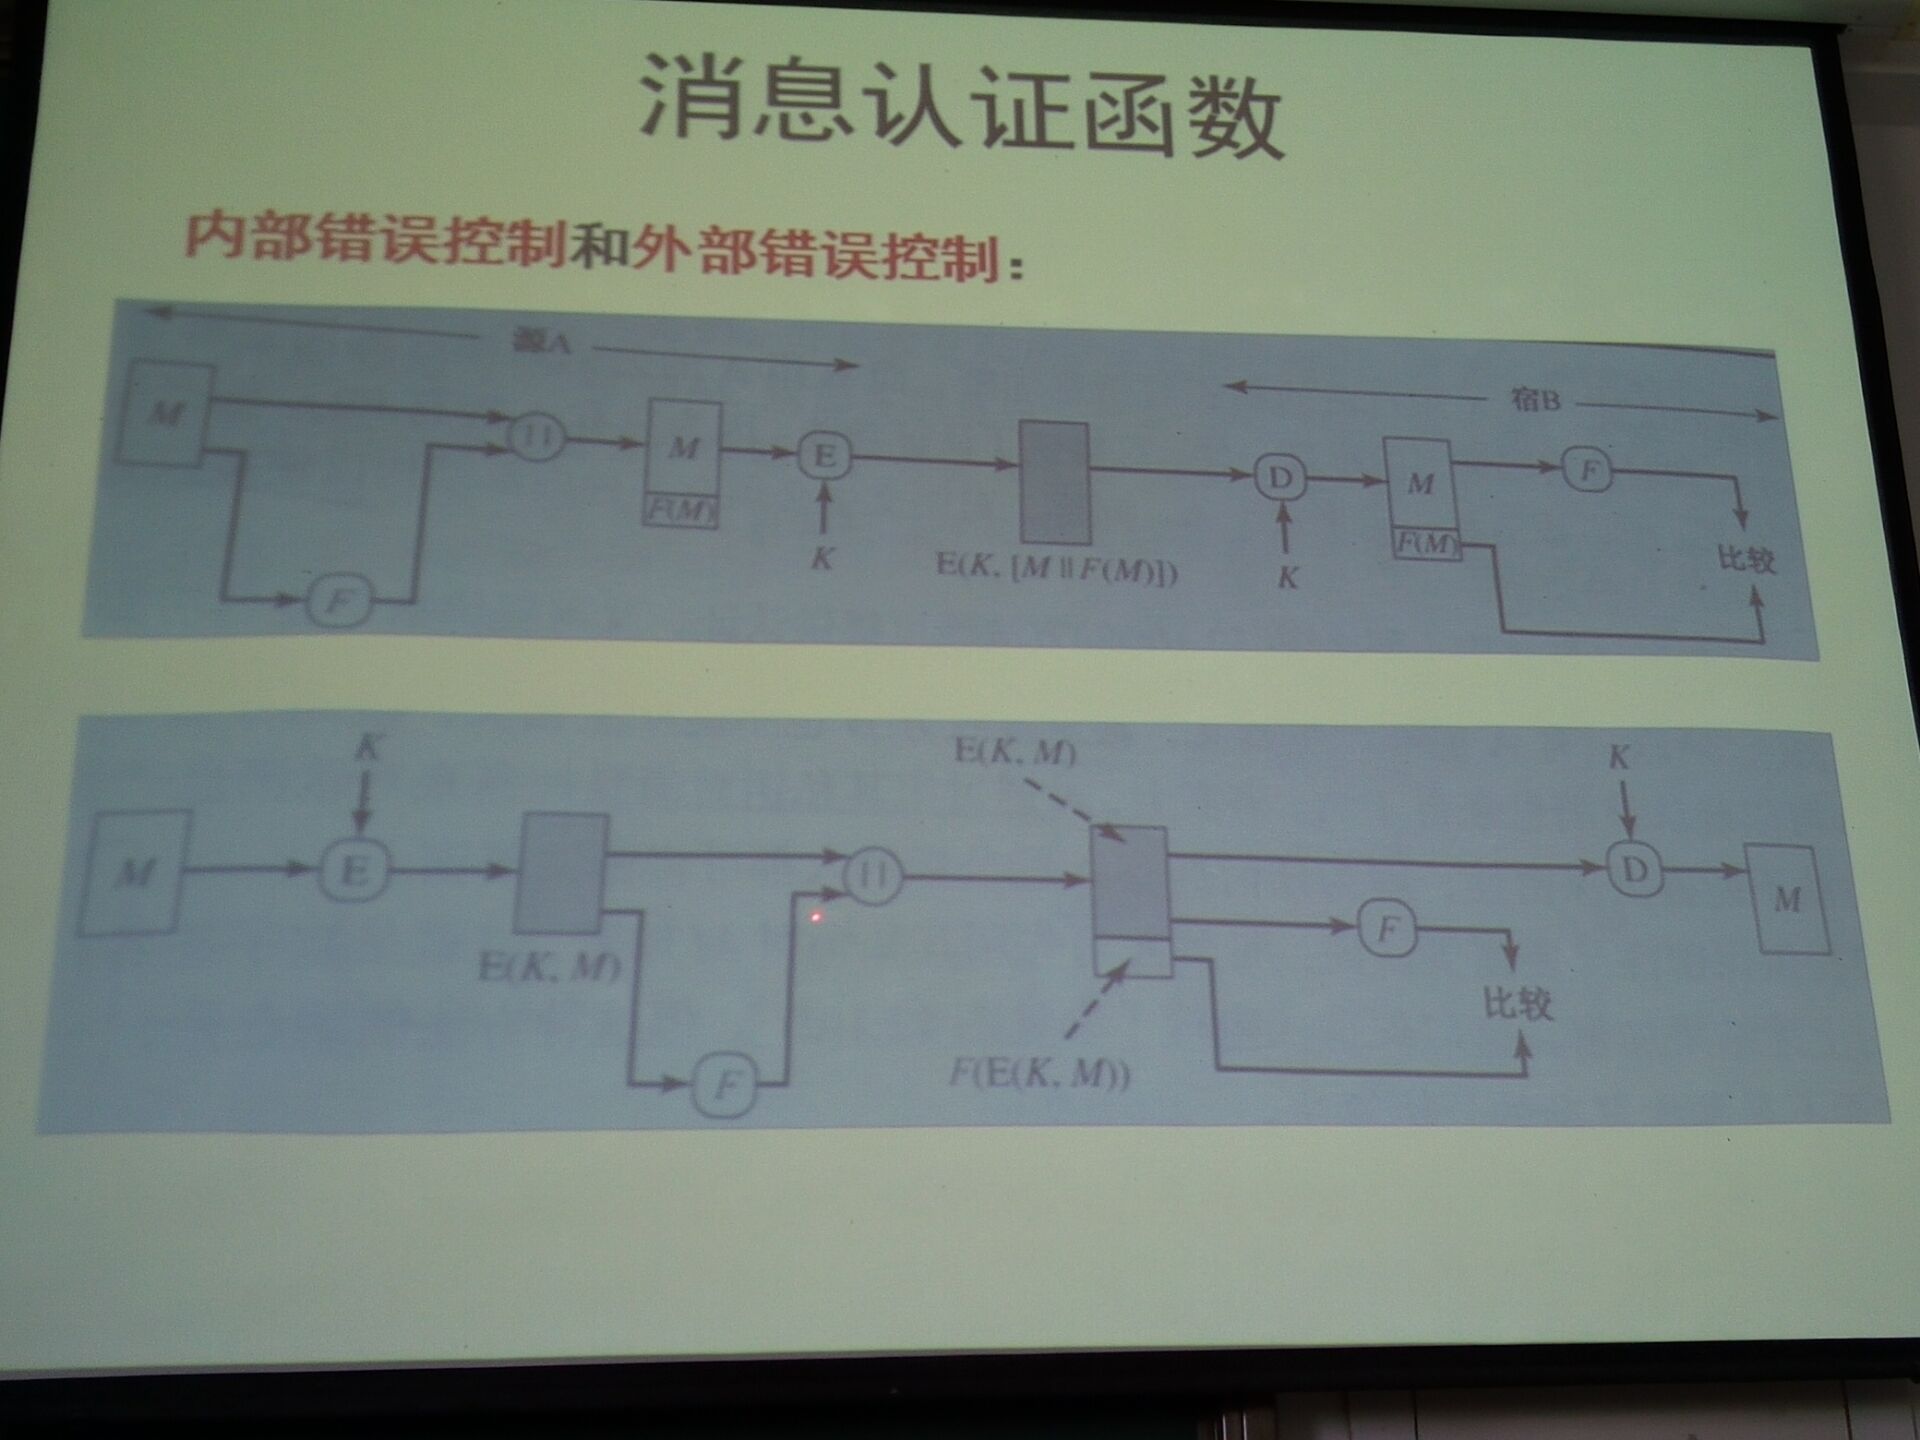 消息认证函数
内部错误控制和外部错误控制:
源A
宿B
M
M
F(M)
E
K
E(K, [M || F(M)])
D
K
M
F(M)
F
比较
||
F
K
M
E
E(K, M)
||
F
E(K, M)
F(E(K, M))
F
比较
K
D
M